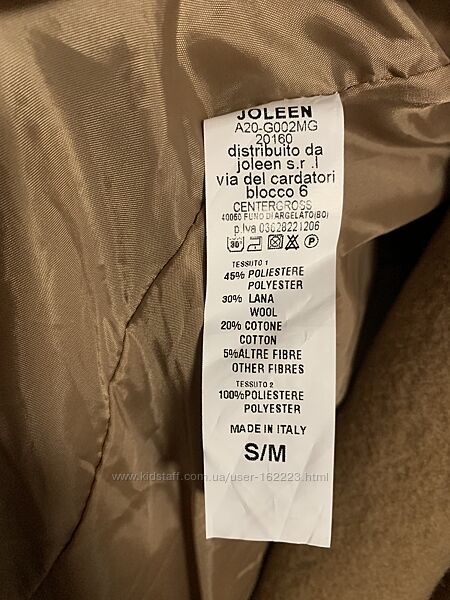 JOLEEN
A20-G002MG
20160
distribuito da
joleen s.r .l
via del cardatori
blocco 6
CENTERGROSS
40050 FUNO DI ARGELATO(BO)
p.Iva 03628221206
30°
P
TESSUTO 1
45% POLIESTERE
POLYESTER
30% LANA
WOOL
20% COTONE
COTTON
5%ALTRE FIBRE
OTHER FIBRES
TESSUTO 2
100%POLIESTERE
POLYESTER
MADE IN ITALY
S/M
www.kidstaff.com.ua/user-162223.html